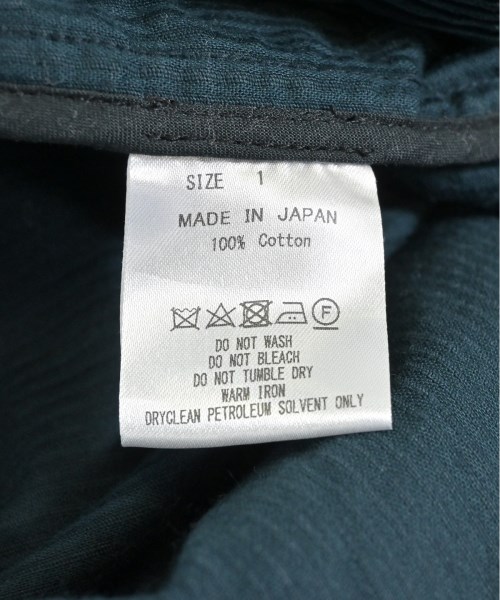 SIZE 1
MADE IN JAPAN
100% Cotton
F
DO NOT WASH
DO NOT BLEACH
DO NOT TUMBLE DRY
WARM IRON
DRYCLEAN PETROLEUM SOLVENT ONLY